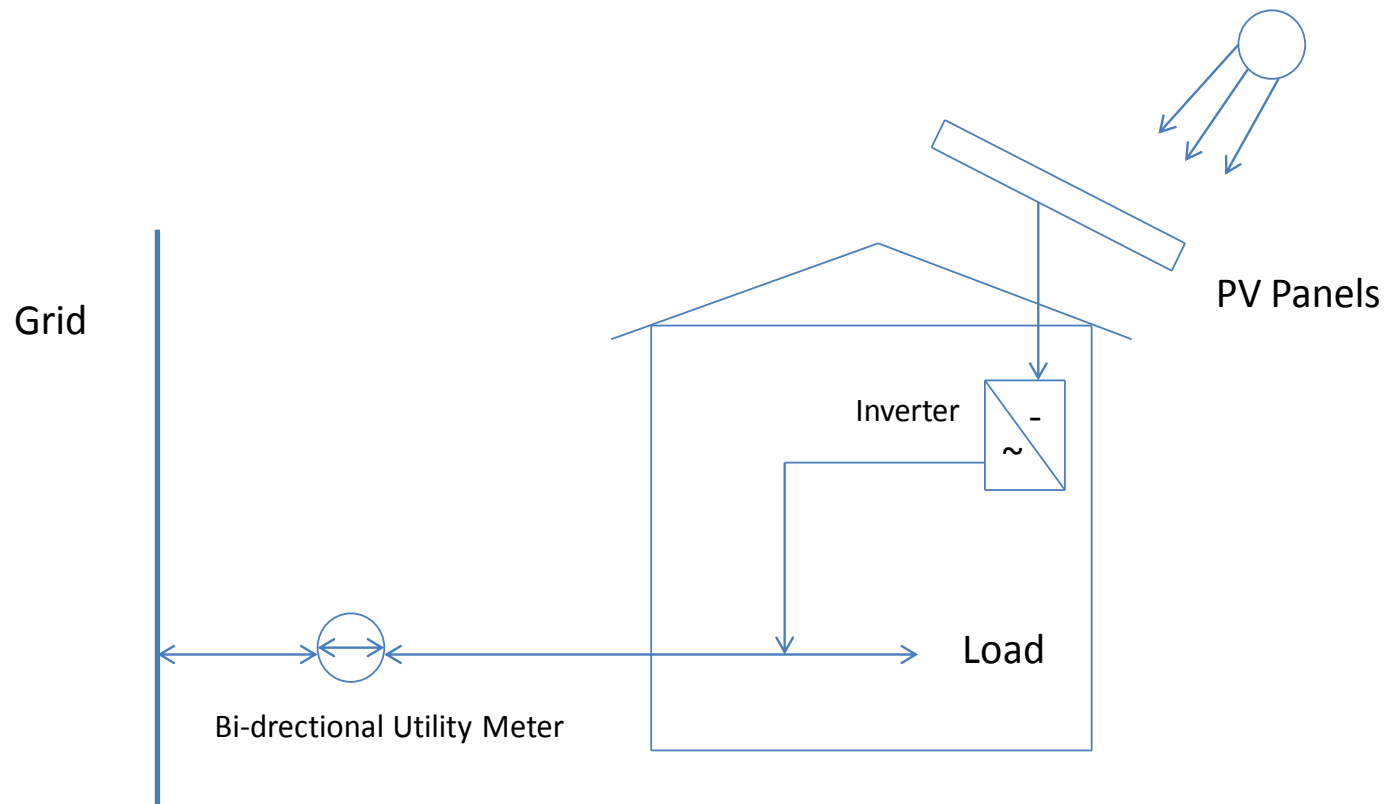 PV Panels
Grid
Inverter
-
~
Load
Bi-drectional Utility Meter